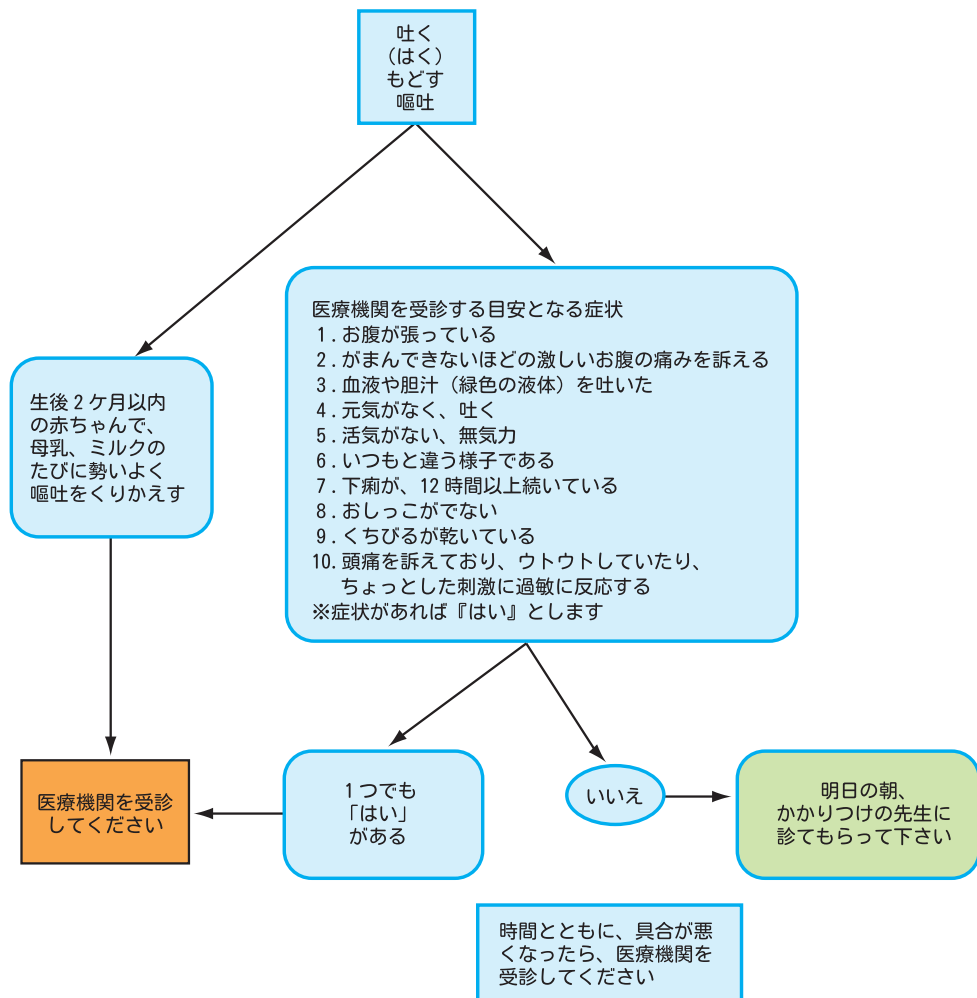 吐く
（はく）
もどす
嘔吐
医療機関を受診する目安となる症状
1．お腹が張っている
2．がまんできないほどの激しいお腹の痛みを訴える
3．血液や胆汁（緑色の液体）を吐いた
4．元気がなく、吐く
5．活気がない、無気力
6．いつもと違う様子である
7．下痢が、12時間以上続いている
8．おしっこがでない
9．くちびるが乾いている
10．頭痛を訴えており、ウトウトしていたり、
ちょっとした刺激に過敏に反応する
※症状があれば『はい』とします
生後2ケ月以内
の赤ちゃんで、
母乳、ミルクの
たびに勢いよく
嘔吐をくりかえす
医療機関を受診
してください
1つでも
「はい」
がある
いいえ
明日の朝、
かかりつけの先生に
診てもらって下さい
時間とともに、具合が悪
くなったら、医療機関を
受診してください